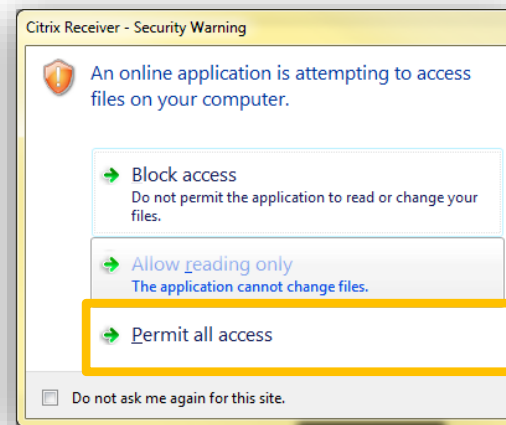 Citrix Receiver - Security Warning
An online application is attempting to access
files on your computer.
Block access
Do not permit the application to read or change your
files.
Allow reading only
The application cannot change files.
Permit all access
Do not ask me again for this site.